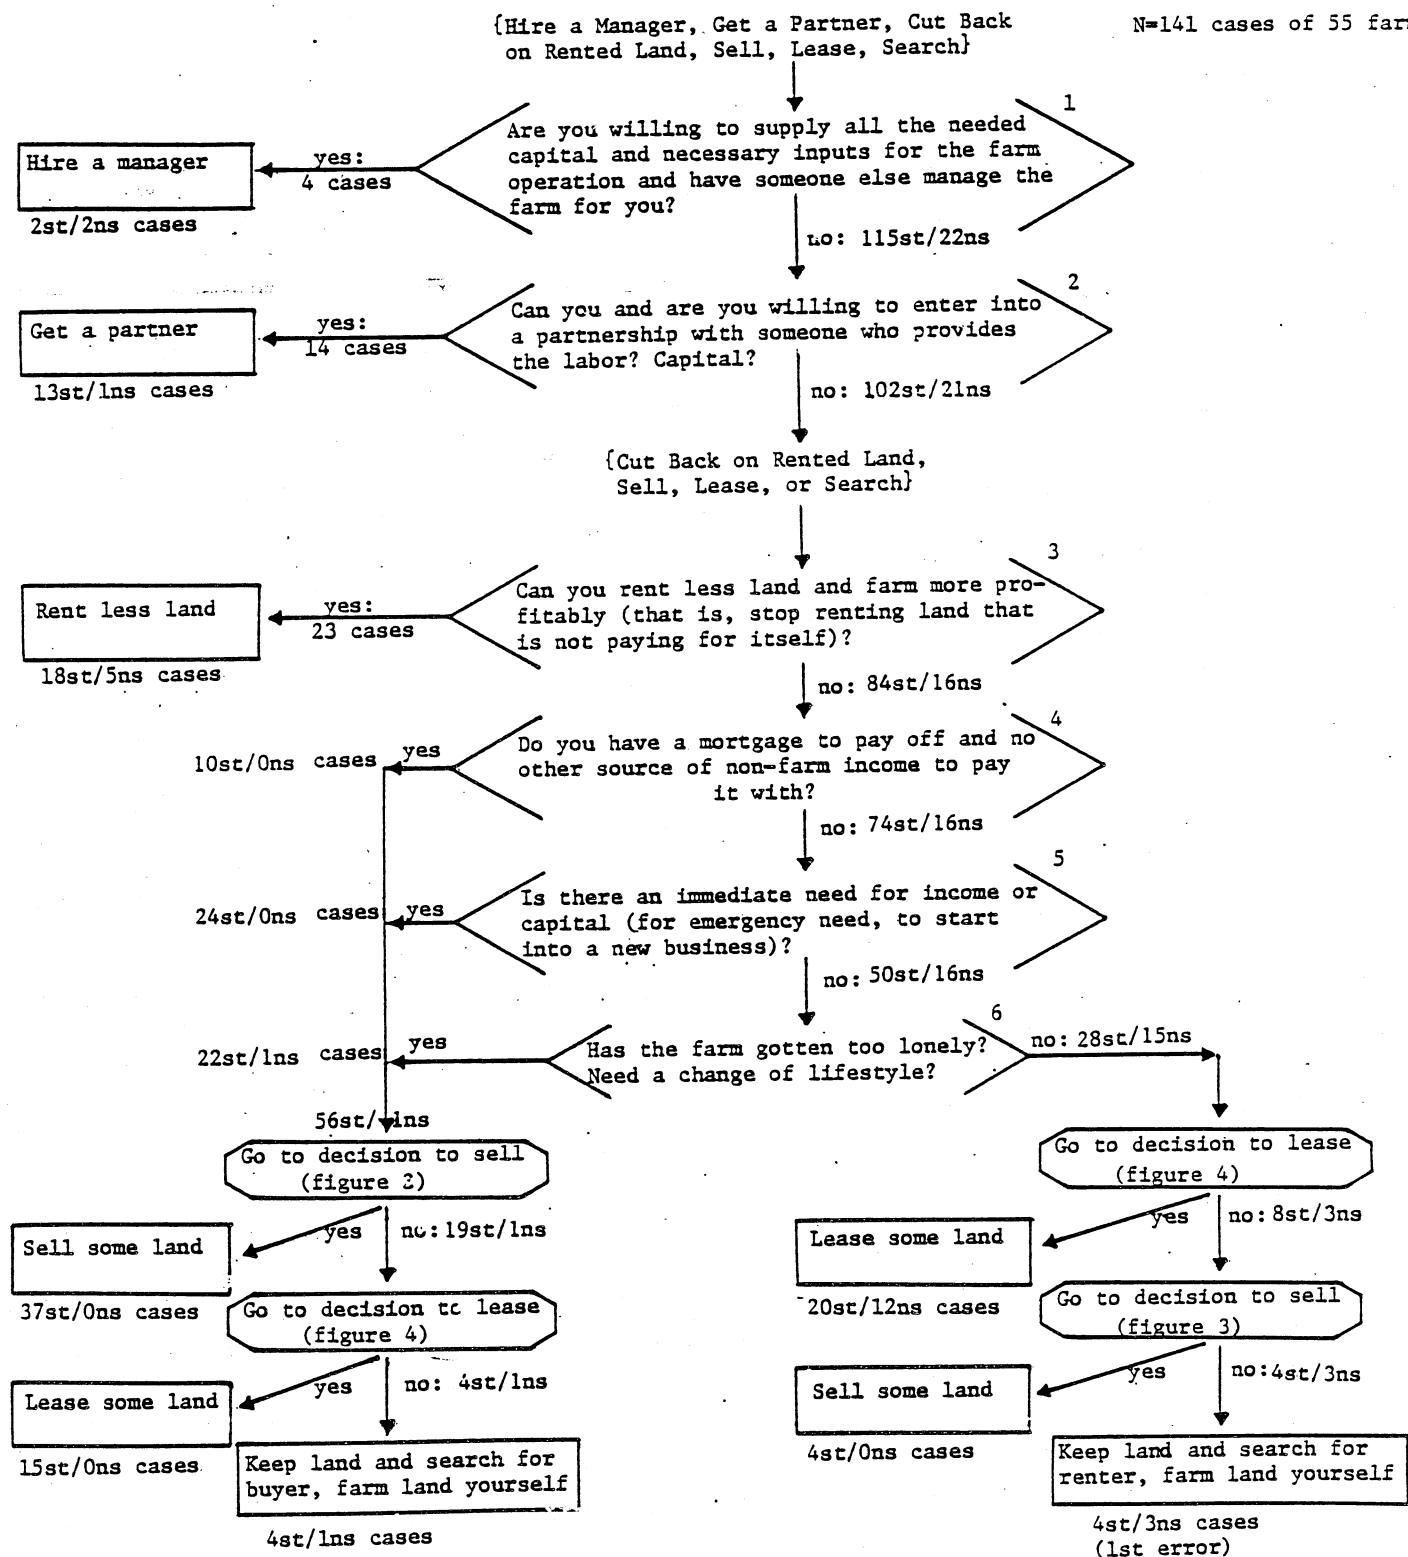 {Hire a Manager, Get a Partner, Cut Back
on Rented Land, Sell, Lease, Search}
N=141 cases of 55
1
Are you willing to supply all the needed
capital and necessary inputs for the farm
operation and have someone else manage the
farm for you?
yes:
4 cases
Hire a manager
2st/2ns cases
no: 115st/22ns
2
Can you and are you willing to enter into
a partnership with someone who provides
the labor? Capital?
yes:
14 cases
Get a partner
13st/1ns cases
no: 102st/21ns
{Cut Back on Rented Land,
Sell, Lease, or Search}
3
Can you rent less land and farm more pro-
fitably (that is, stop renting land that
is not paying for itself)?
yes:
23 cases
Rent less land
18st/5ns cases
no: 84st/16ns
4
Do you have a mortgage to pay off and no
other source of non-farm income to pay
it with?
yes
10st/0ns cases
no: 74st/16ns
5
Is there an immediate need for income or
capital (for emergency need, to start
into a new business)?
yes
24st/0ns cases
no: 50st/16ns
6
Has the farm gotten too lonely?
Need a change of lifestyle?
yes
22st/1ns cases
no: 28st/15ns
56st/ 1ns
Go to decision to sell
(figure 3)
yes
no: 19st/1ns
Sell some land
37st/0ns cases
Go to decision to lease
(figure 4)
yes
no: 4st/1ns
Lease some land
15st/0ns cases
Keep land and search for
buyer, farm land yourself
4st/1ns cases
Go to decision to lease
(figure 4)
yes
no: 8st/3ns
Lease some land
20st/12ns cases
Go to decision to sell
(figure 3)
yes
no: 4st/3ns
Sell some land
4st/0ns cases
Keep land and search for
renter, farm land yourself
4st/3ns cases
(1st error)